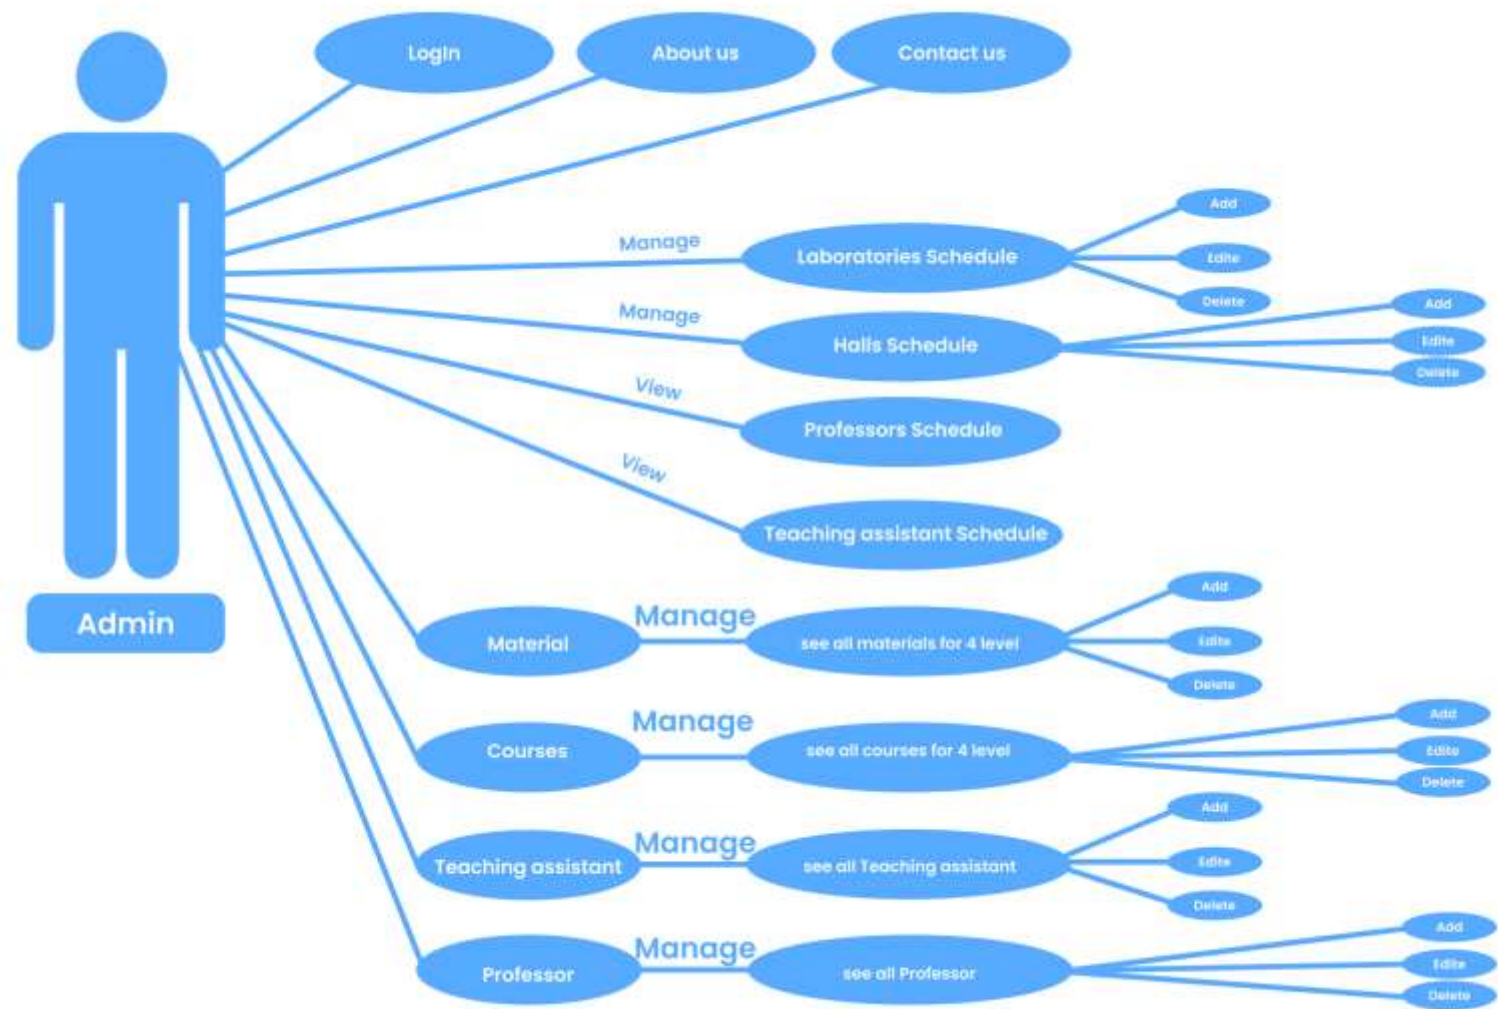 LogIn
About us
Contact us
Manage
Laboratories Schedule
Add
Edite
Delete
Manage
Halls Schedule
Add
Edite
Delete
View
Professors Schedule
View
Teaching assistant Schedule
Admin
Material
Manage
see all materials for 4 level
Add
Edite
Delete
Courses
Manage
see all courses for 4 level
Add
Edite
Delete
Teaching assistant
Manage
see all Teaching assistant
Add
Edite
Delete
Professor
Manage
see all Professor
Add
Edite
Delete